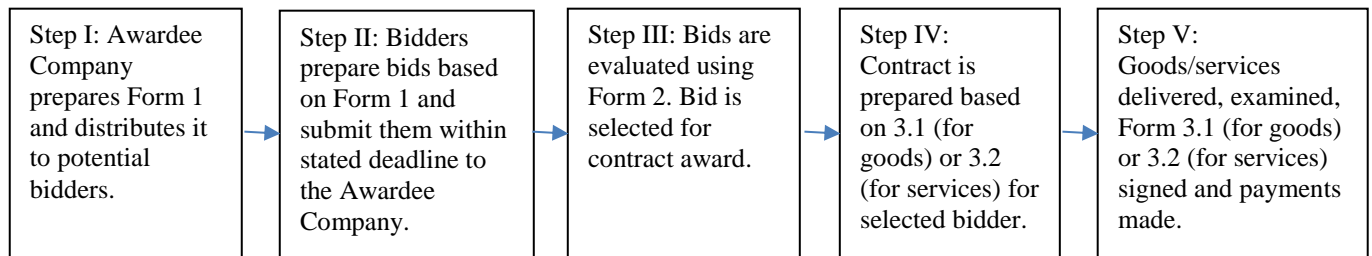 Step I: Awardee
Company
prepares Form 1
and distributes it
to potential
bidders.
Step II: Bidders
prepare bids based
on Form 1 and
submit them within
stated deadline to
the Awardee
Company.
Step III: Bids are
evaluated using
Form 2. Bid is
selected for
contract award.
Step IV:
Contract is
prepared based
on 3.1 (for
goods) or 3.2
(for services) for
selected bidder.
Step V:
Goods/services
delivered, examined,
Form 3.1 (for goods)
or 3.2 (for services)
signed and payments
made.